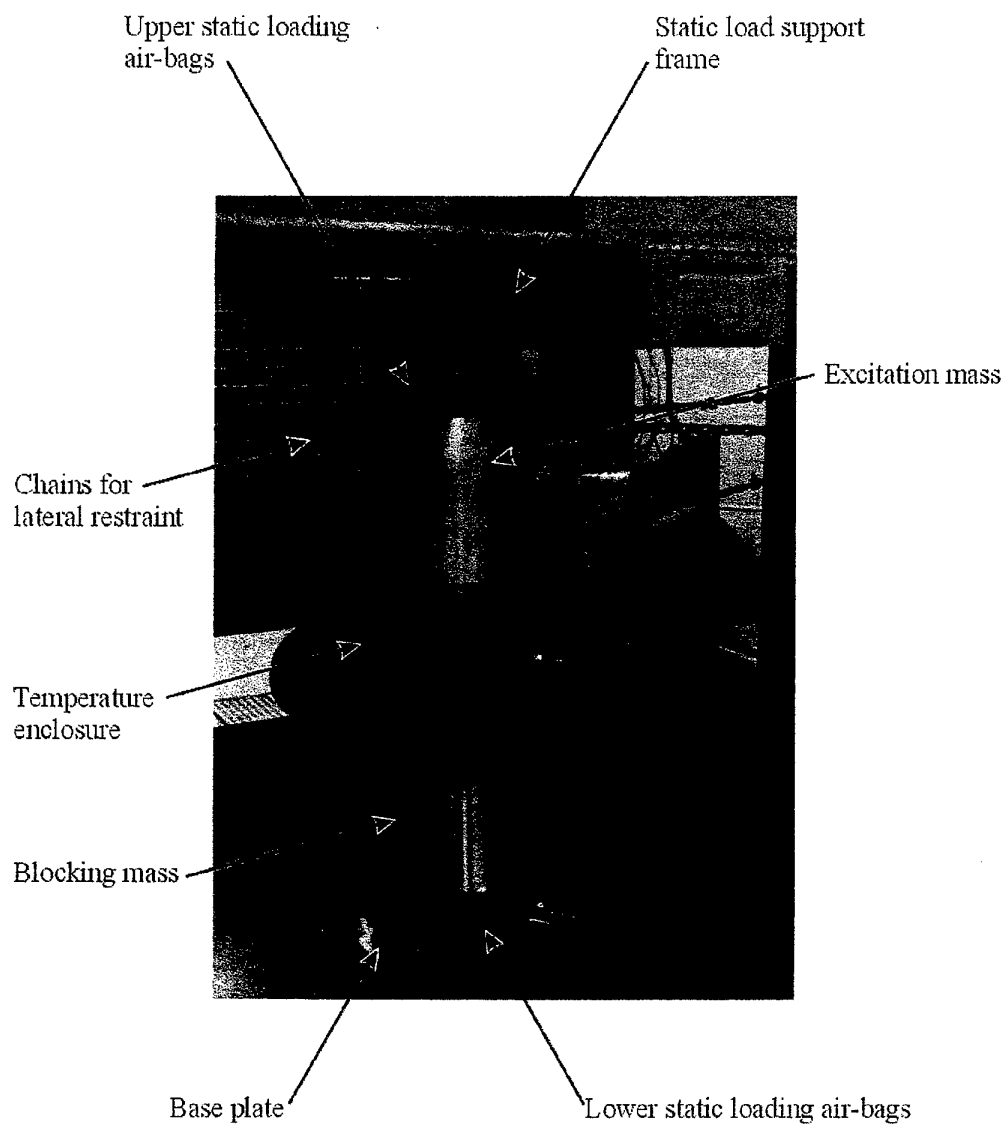 Upper static loading
air-bags
Static load support
frame
Excitation mass
Chains for
lateral restraint
Temperature
enclosure
Blocking mass
Base plate
Lower static loading air-bags